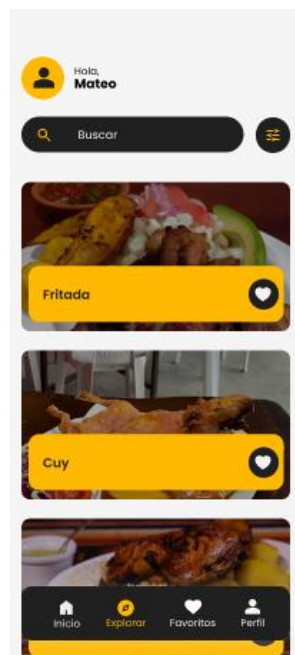 Hola,
Mateo
Buscar
Fritada
Cuy
Inicio
Explorar
Favoritos
Perfil